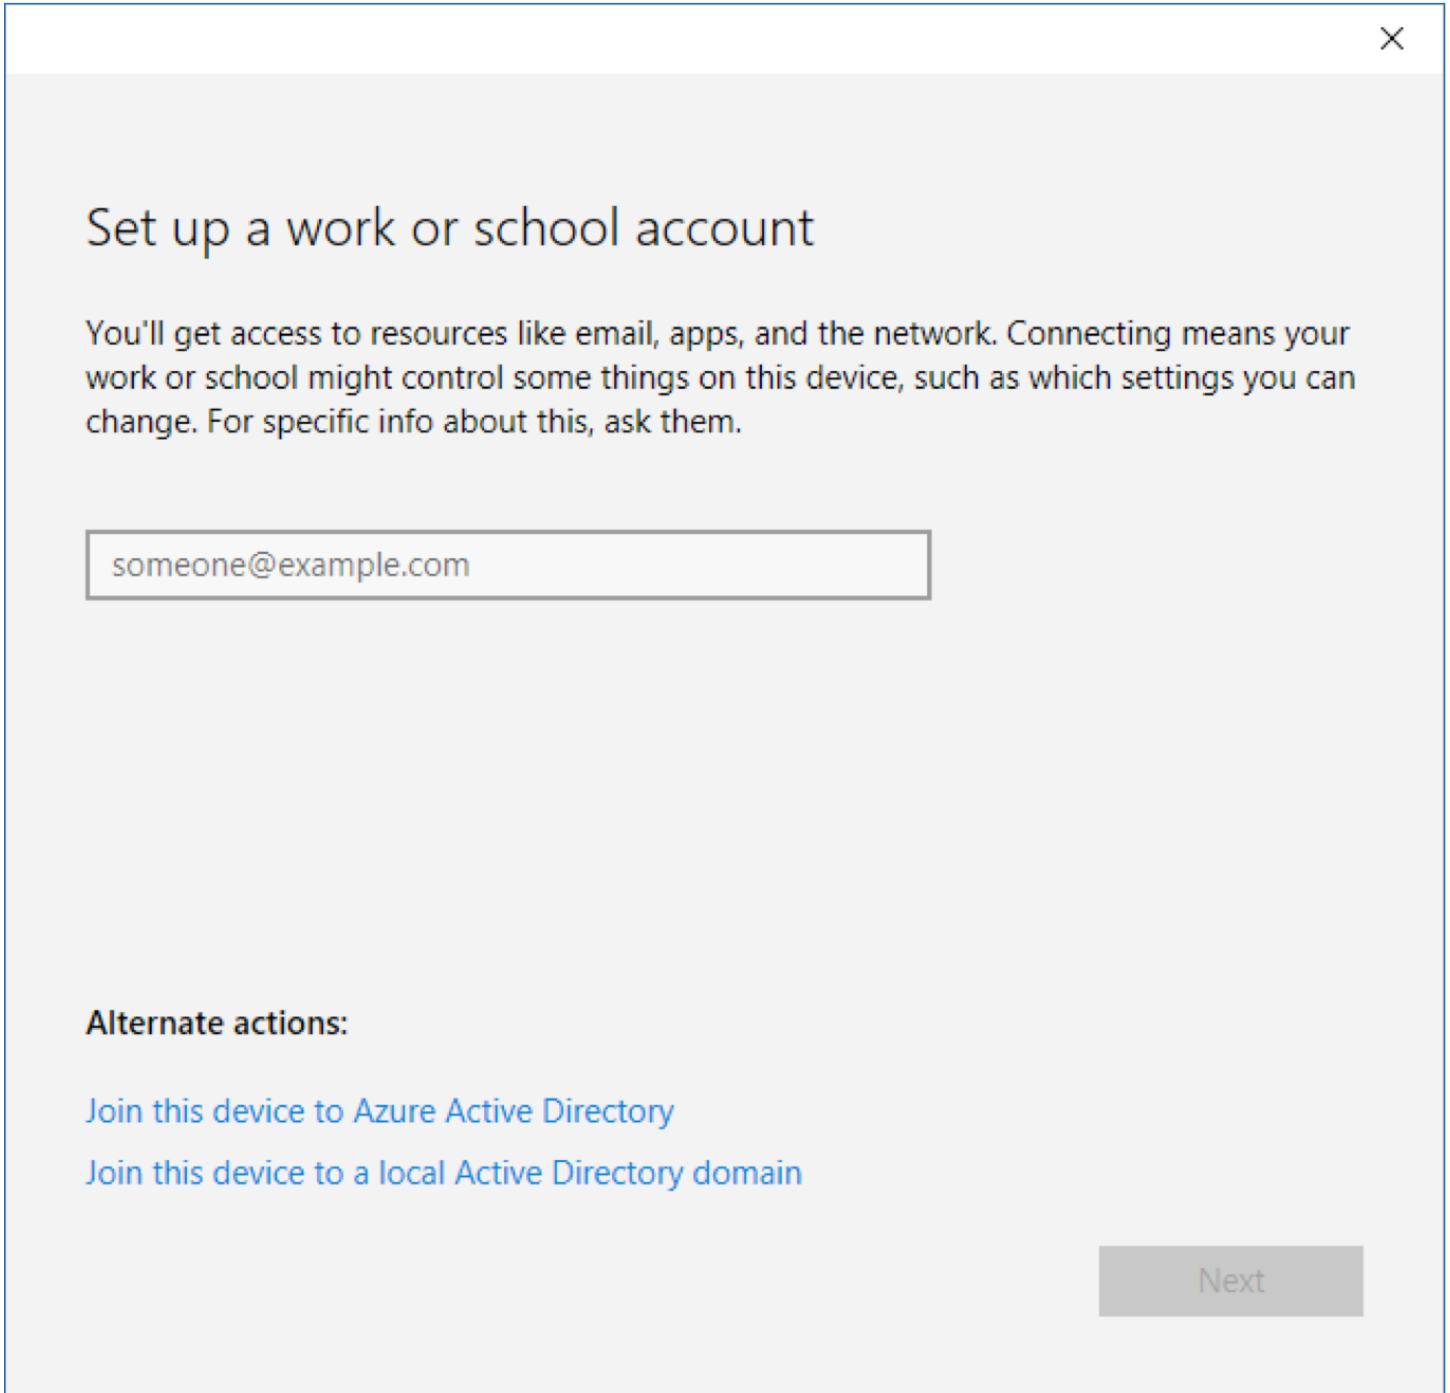 Set up a work or school account
You'll get access to resources like email, apps, and the network. Connecting means your
work or school might control some things on this device, such as which settings you can
change. For specific info about this, ask them.
someone@example.com
Alternate actions:
Join this device to Azure Active Directory
Join this device to a local Active Directory domain
Next